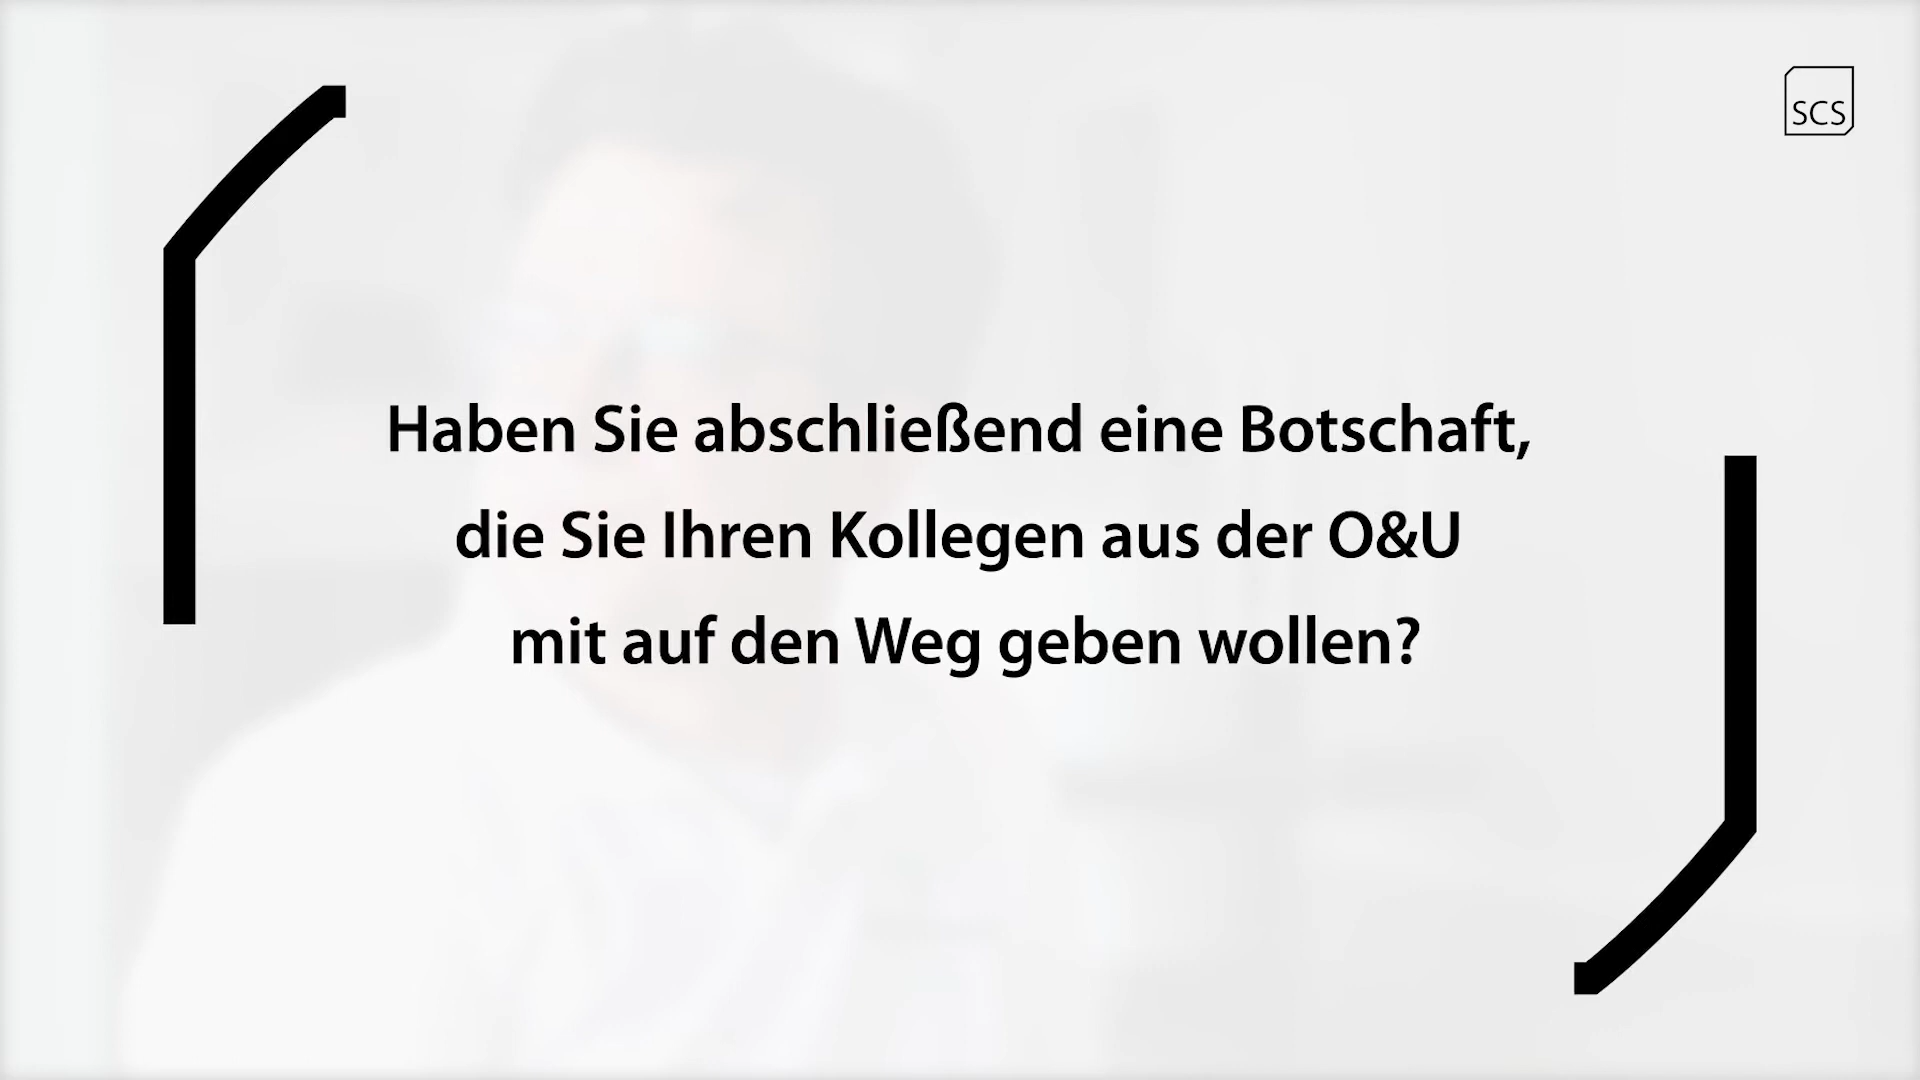 SCS
Haben Sie abschließend eine Botschaft,
die Sie Ihren Kollegen aus der O&U
mit auf den Weg geben wollen?